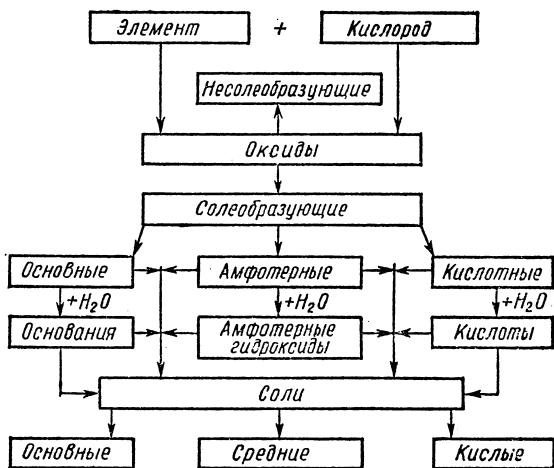 Элемент + Кислород
Несолеобразующие
Оксиды
Солеобразующие
Основные Амфотерные Кислотные
+H₂O +H₂O +H₂O
Основания Амфотерные гидроксиды Кислоты
Соли
Основные Средние Кислые